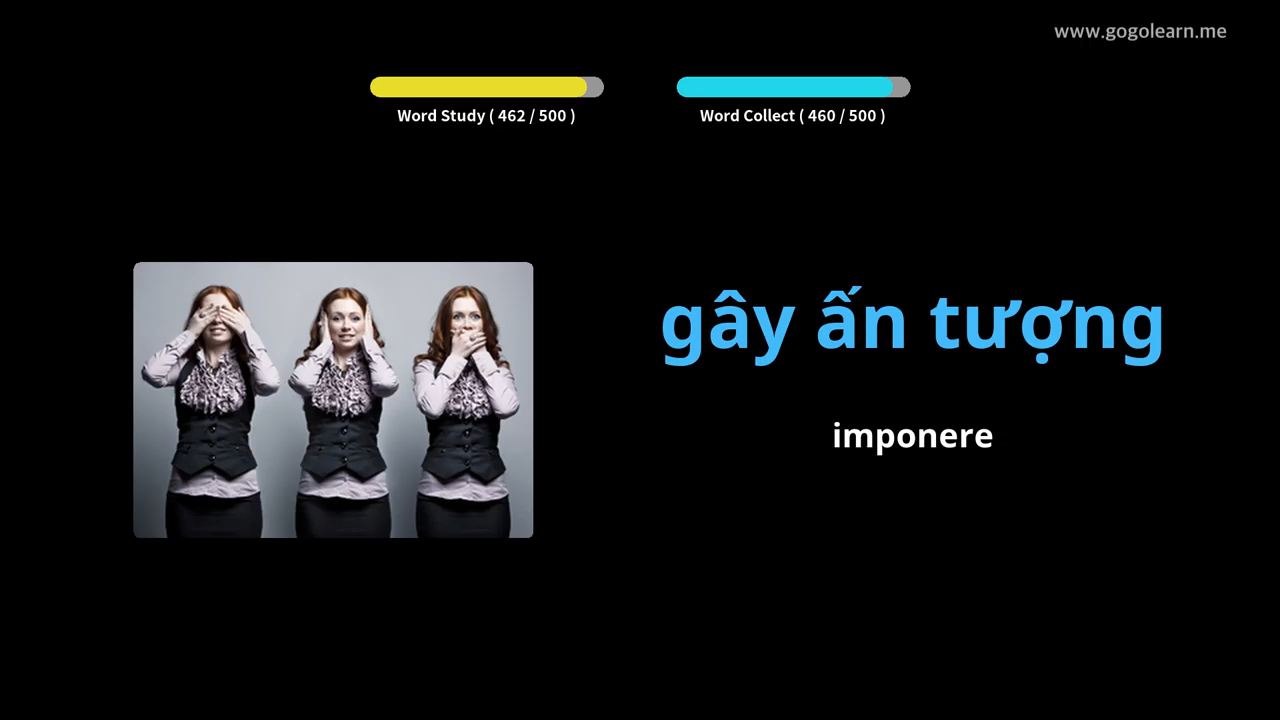 www.gogolearn.me
Word Study ( 462 / 500 )
Word Collect ( 460 / 500 )
gây ấn tượng
imponere